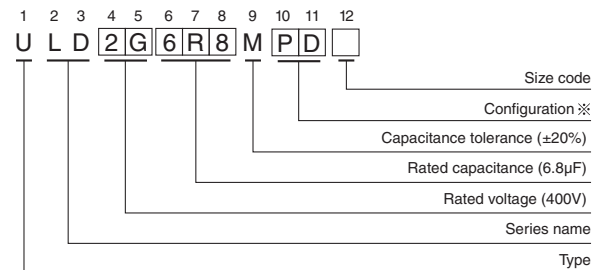 1 2 3 4 5 6 7 8 9 10 11 12
U L D 2 G 6 R 8 M P D
Size code
Configuration ※
Capacitance tolerance (±20%)
Rated capacitance (6.8µF)
Rated voltage (400V)
Series name
Type